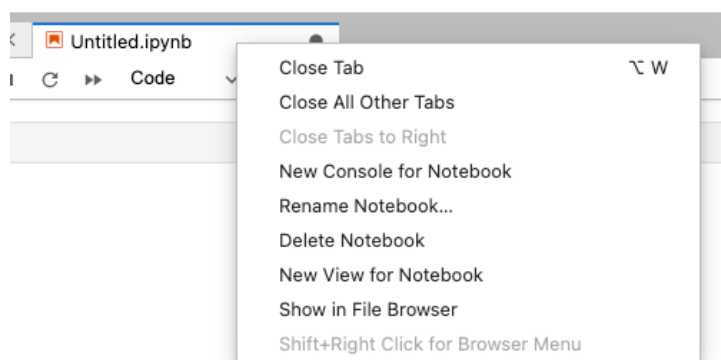 Untitled.ipynb
Code
Close Tab ⌥ W
Close All Other Tabs
Close Tabs to Right
New Console for Notebook
Rename Notebook...
Delete Notebook
New View for Notebook
Show in File Browser
Shift+Right Click for Browser Menu